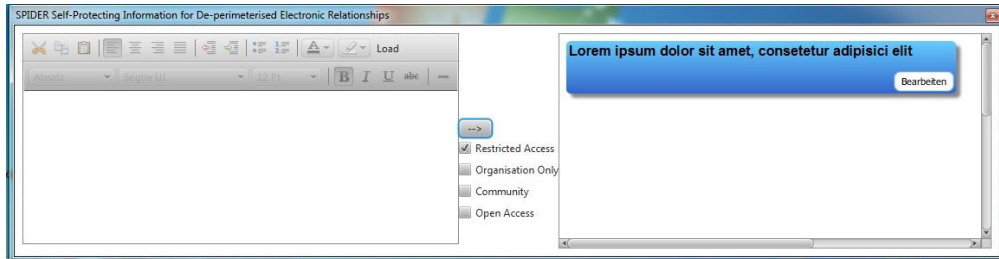 SPIDER Self-Protecting Information for De-perimeterised Electronic Relationships
Load
Absatz Segoe UI 12 Pt B I U abc
-->
Restricted Access
Organisation Only
Community
Open Access
Lorem ipsum dolor sit amet, consetetur adipisici elit
Bearbeiten